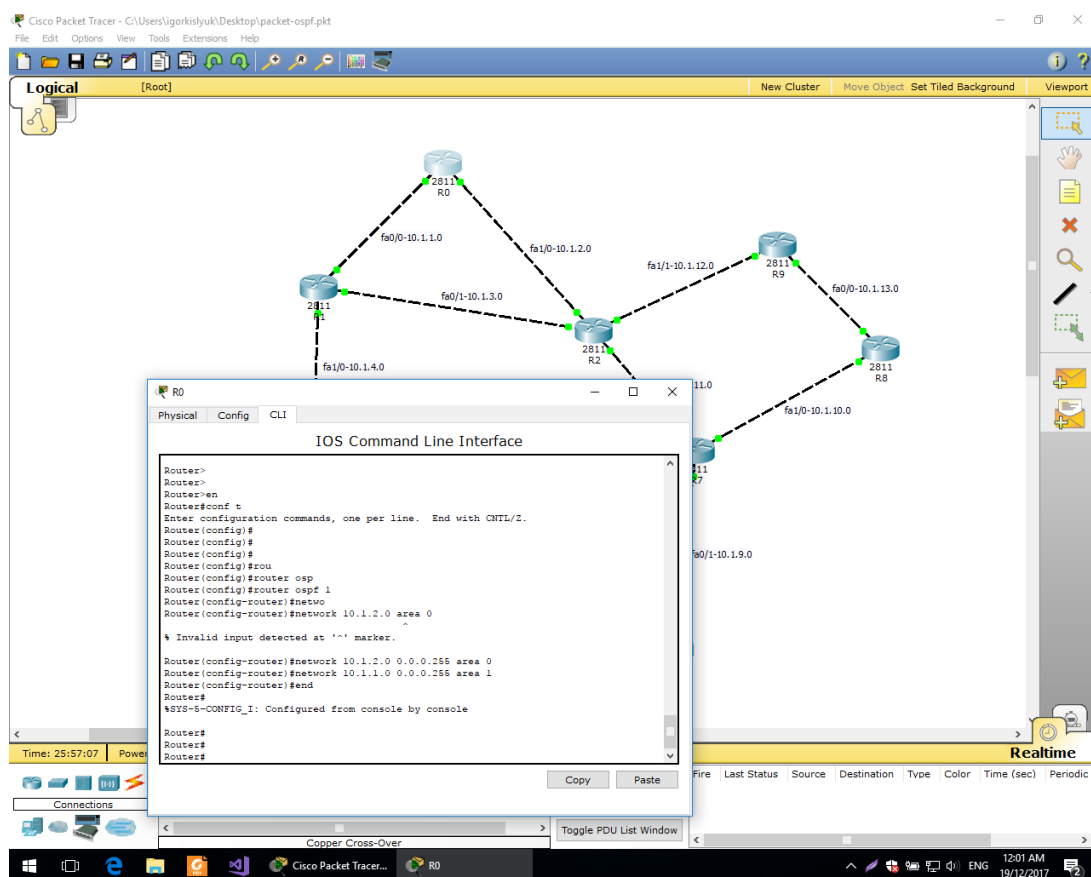 Cisco Packet Tracer - C:\Users\igorkislyuk\Desktop\packet-ospf.pkt
File Edit Options View Tools Extensions Help
Logical [Root] New Cluster Move Object Set Tiled Background Viewport
2811
R0
fa0/0-10.1.1.0
fa1/0-10.1.2.0
2811
R9
fa1/1-10.1.12.0
fa0/0-10.1.13.0
2811
R1
fa0/1-10.1.3.0
2811
R2
2811
R8
fa1/0-10.1.4.0
11.0
fa1/0-10.1.10.0
11
R7
fa0/1-10.1.9.0
R0
Physical Config CLI
IOS Command Line Interface
Router>
Router>
Router>en
Router#conf t
Enter configuration commands, one per line. End with CNTL/Z.
Router(config)#
Router(config)#
Router(config)#
Router(config)#rou
Router(config)#router osp
Router(config)#router ospf 1
Router(config-router)#netwo
Router(config-router)#network 10.1.2.0 area 0
^
% Invalid input detected at '^' marker.
Router(config-router)#network 10.1.2.0 0.0.0.255 area 0
Router(config-router)#network 10.1.1.0 0.0.0.255 area 1
Router(config-router)#end
Router#
%SYS-5-CONFIG_I: Configured from console by console
Router#
Router#
Router#
Copy Paste
Time: 25:57:07 Power Realtime
Fire Last Status Source Destination Type Color Time (sec) Periodic
Connections
Toggle PDU List Window
Copper Cross-Over
Cisco Packet Tracer... R0 ENG 12:01 AM
19/12/2017